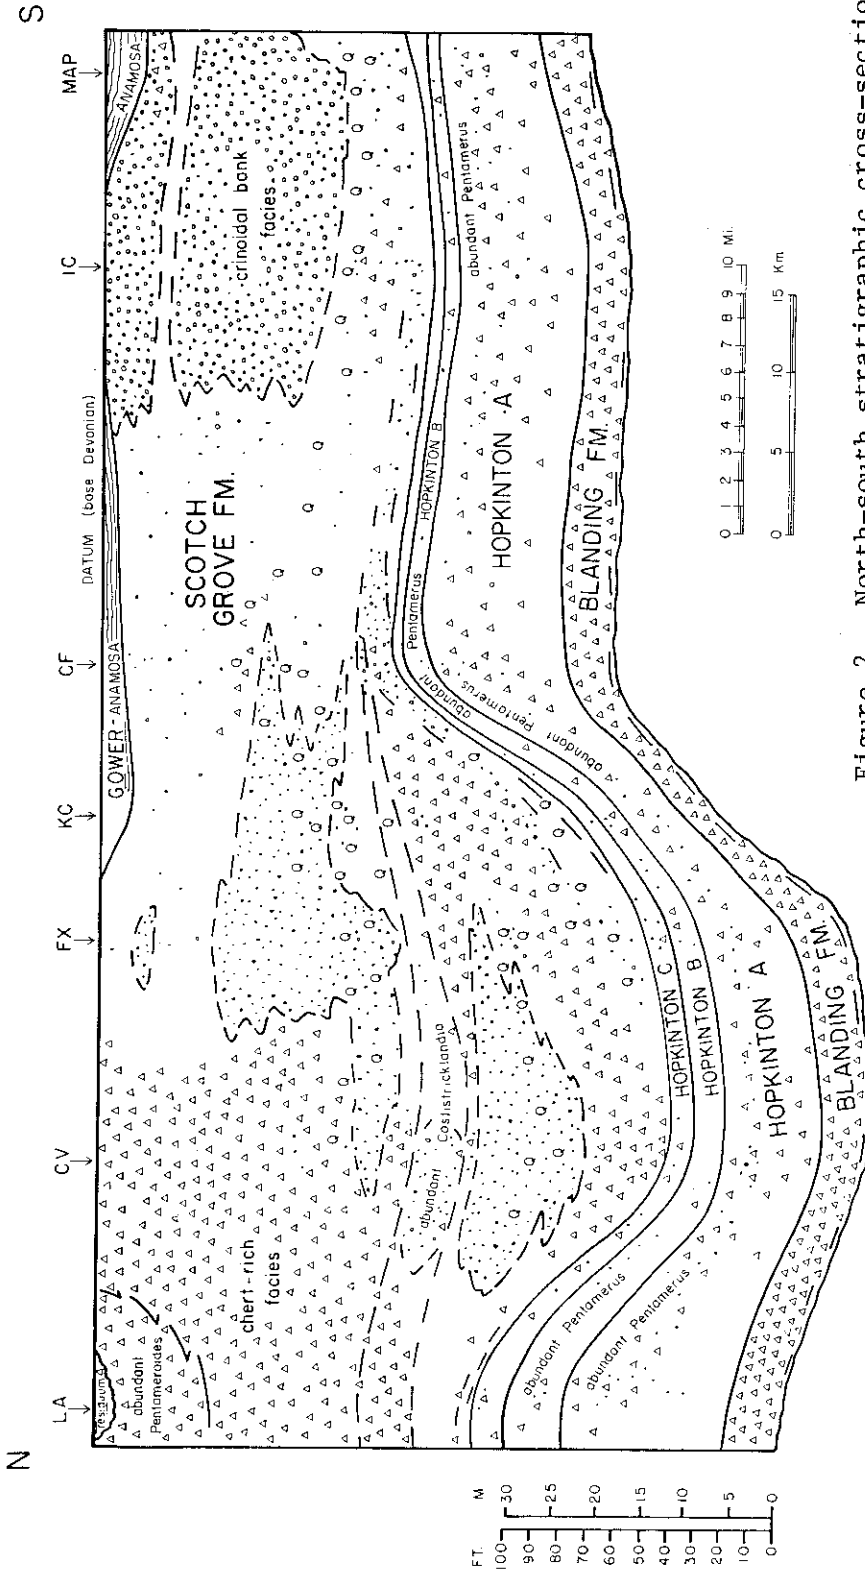 N
S
LA
CV
FX
KC
CF
DATUM (base Devonian)
IC
MAP
residuum
abundant
Pentameroides
GOWER-ANAMOSA
ANAMOSA
chert-rich
facies
SCOTCH
GROVE FM.
crinoidal bank
facies
abundant Costistricklandia
abundant Pentamerus
abundant Pentamerus
HOPKINTON C
HOPKINTON B
HOPKINTON A
BLANDING FM.
abundant Pentamerus
abundant Pentamerus
HOPKINTON B
abundant Pentamerus
HOPKINTON A
BLANDING FM.
FT.
100
90
80
70
60
50
40
30
20
10
0
M
30
25
20
15
10
5
0
0 1 2 3 4 5 6 7 8 9 10 Mi.
0 5 10 15 Km
Figure 2. North-south stratigraphic cross-sectio